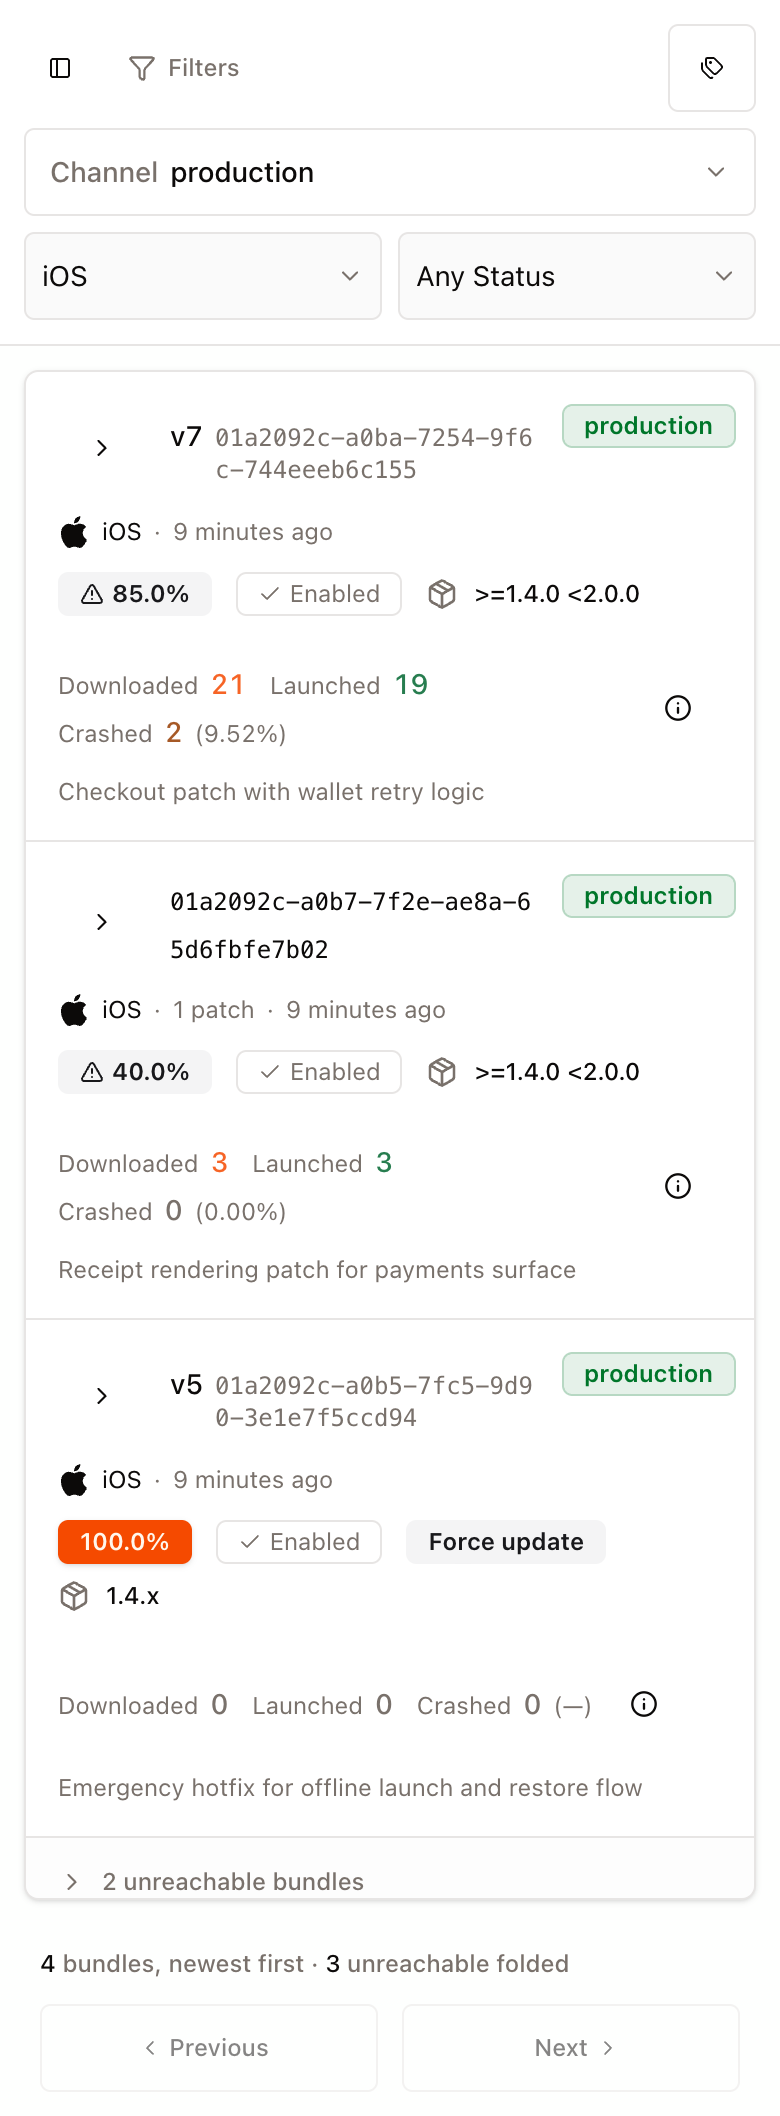 Filters
Channel production
iOS
Any Status
v7 01a2092c-a0ba-7254-9f6
c-744eeeb6c155
production
iOS · 9 minutes ago
85.0%
Enabled
>=1.4.0 <2.0.0
Downloaded 21 Launched 19
Crashed 2 (9.52%)
Checkout patch with wallet retry logic
01a2092c-a0b7-7f2e-ae8a-6
5d6fbfe7b02
production
iOS · 1 patch · 9 minutes ago
40.0%
Enabled
>=1.4.0 <2.0.0
Downloaded 3 Launched 3
Crashed 0 (0.00%)
Receipt rendering patch for payments surface
v5 01a2092c-a0b5-7fc5-9d9
0-3e1e7f5ccd94
production
iOS · 9 minutes ago
100.0%
Enabled
Force update
1.4.x
Downloaded 0 Launched 0 Crashed 0 (—)
Emergency hotfix for offline launch and restore flow
2 unreachable bundles
4 bundles, newest first · 3 unreachable folded
Previous
Next